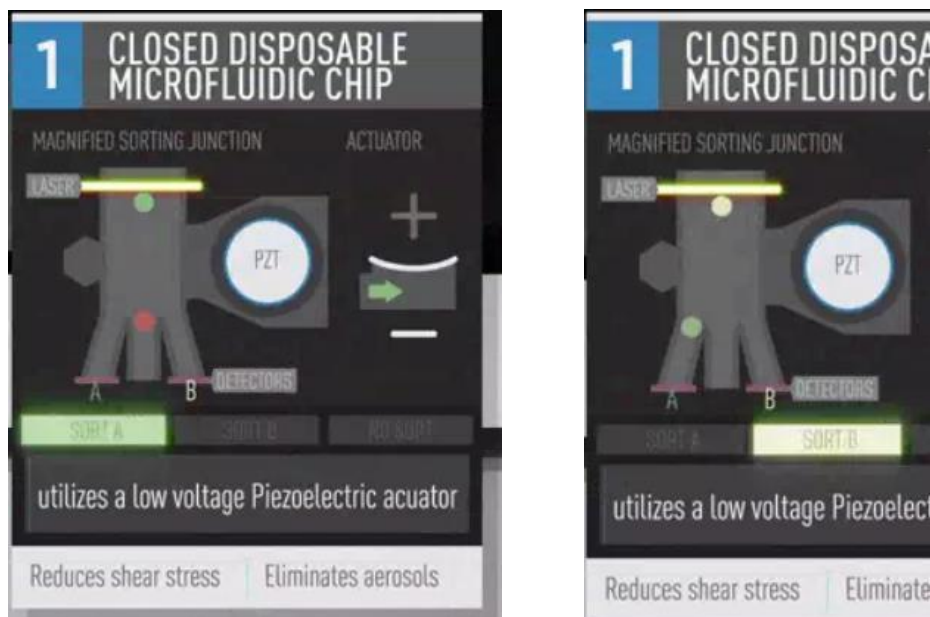 1
CLOSED DISPOSABLE
MICROFLUIDIC CHIP
MAGNIFIED SORTING JUNCTION
ACTUATOR
LASER
PZT
A
B
DETECTORS
SORT A
SORT B
NO SORT
utilizes a low voltage Piezoelectric acuator
Reduces shear stress
Eliminates aerosols
1
CLOSED DISPOSA
MICROFLUIDIC C
MAGNIFIED SORTING JUNCTION
LASER
PZT
A
B
DETECTORS
SORT A
SORT B
utilizes a low voltage Piezoelect
Reduces shear stress
Eliminate